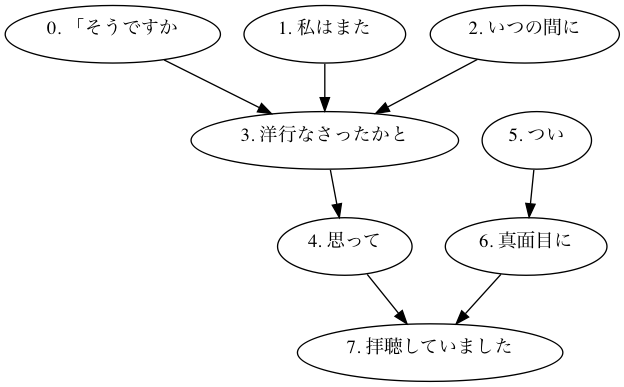 0. 「そうですか
1. 私はまた
2. いつの間に
3. 洋行なさったかと
5. つい
4. 思って
6. 真面目に
7. 拝聴していました